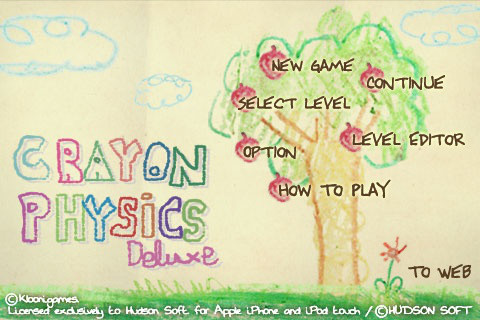 NEW GAME
CONTINUE
SELECT LEVEL
LEVEL EDITOR
OPTION
HOW TO PLAY
CRAYON
PHYSICS
Deluxe
TO WEB
©Kloonigames.
Licensed exclusively to Hudson Soft for Apple iPhone and iPod touch / ©HUDSON SOFT